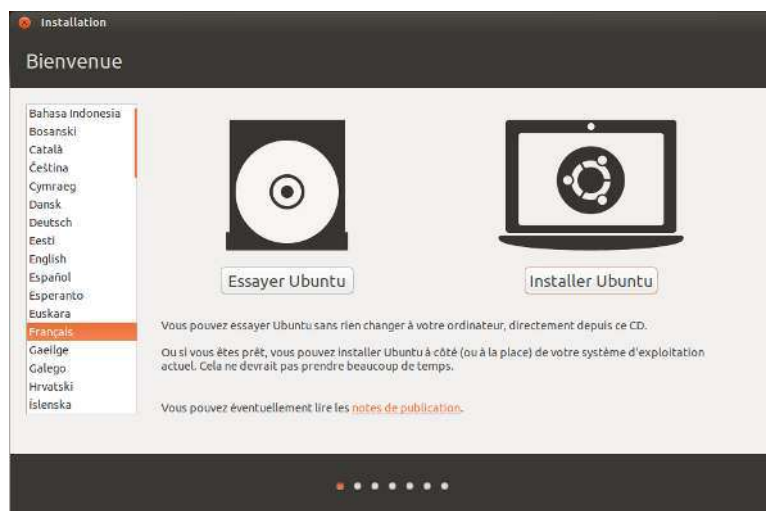 Installation
Bienvenue
Bahasa Indonesia
Bosanski
Català
Čeština
Cymraeg
Dansk
Deutsch
Eesti
English
Español
Esperanto
Euskara
Français
Gaeilge
Galego
Hrvatski
Íslenska
Essayer Ubuntu
Installer Ubuntu
Vous pouvez essayer Ubuntu sans rien changer à votre ordinateur, directement depuis ce CD.
Ou si vous êtes prêt, vous pouvez installer Ubuntu à côté (ou à la place) de votre système d'exploitation
actuel. Cela ne devrait pas prendre beaucoup de temps.
Vous pouvez éventuellement lire les notes de publication.